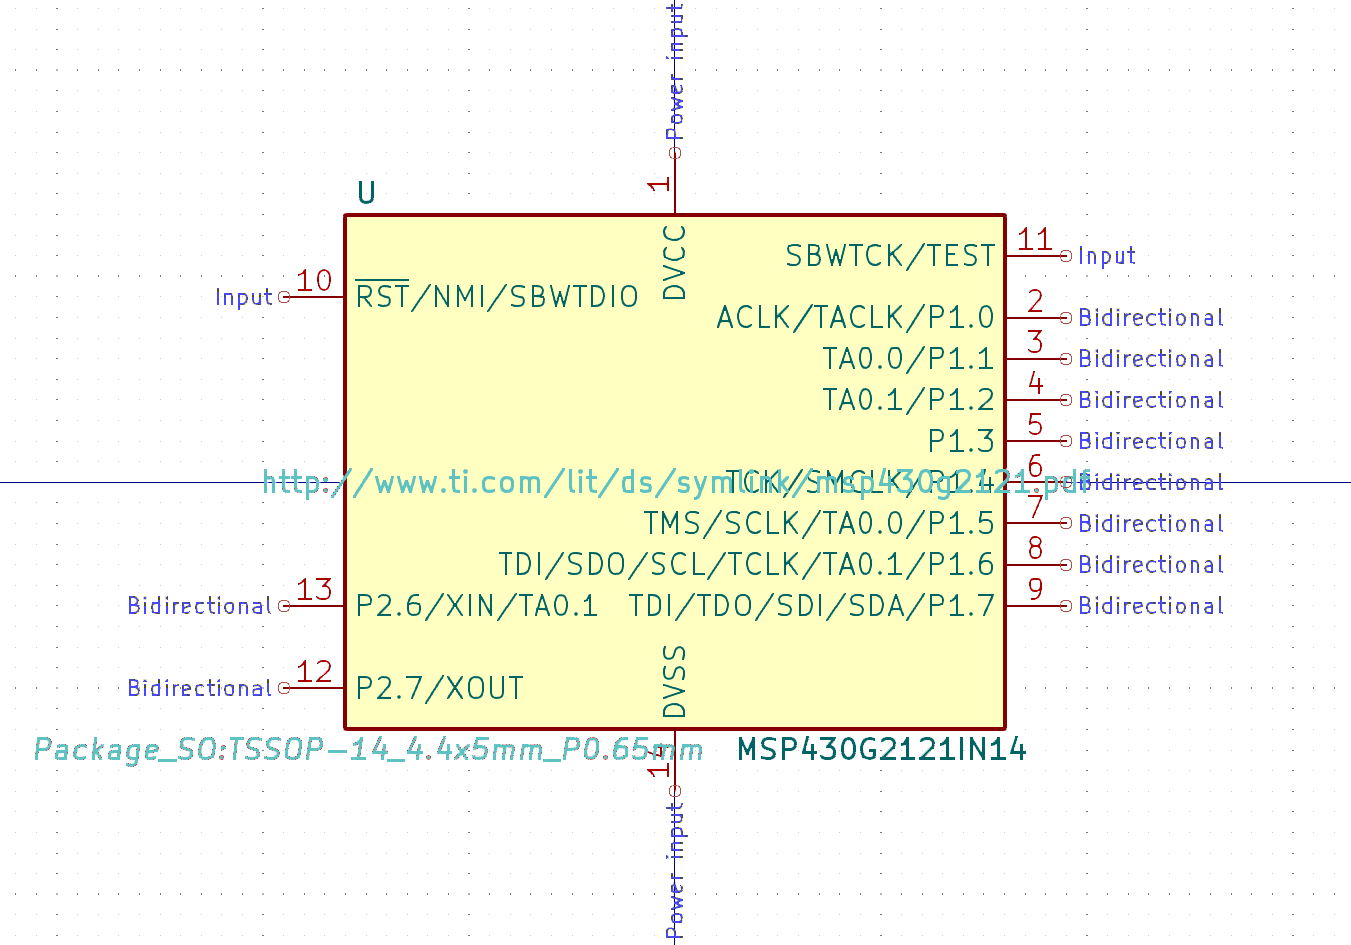 Power input
1
U
DVCC
11
SBWTCK/TEST Input
10
Input RST/NMI/SBWTDIO
2
ACLK/TACLK/P1.0 Bidirectional
3
TA0.0/P1.1 Bidirectional
4
TA0.1/P1.2 Bidirectional
5
P1.3 Bidirectional
6
http://www.ti.com/lit/ds/symlink/msp430g2121.pdf
TCK/SMCLK/P1.4 Bidirectional
7
TMS/SCLK/TA0.0/P1.5 Bidirectional
8
TDI/SDO/SCL/TCLK/TA0.1/P1.6 Bidirectional
13
9
Bidirectional P2.6/XIN/TA0.1 TDI/TDO/SDI/SDA/P1.7 Bidirectional
12
Bidirectional P2.7/XOUT
DVSS
Package_SO:TSSOP-14_4.4x5mm_P0.65mm MSP430G2121IN14
14
Power input